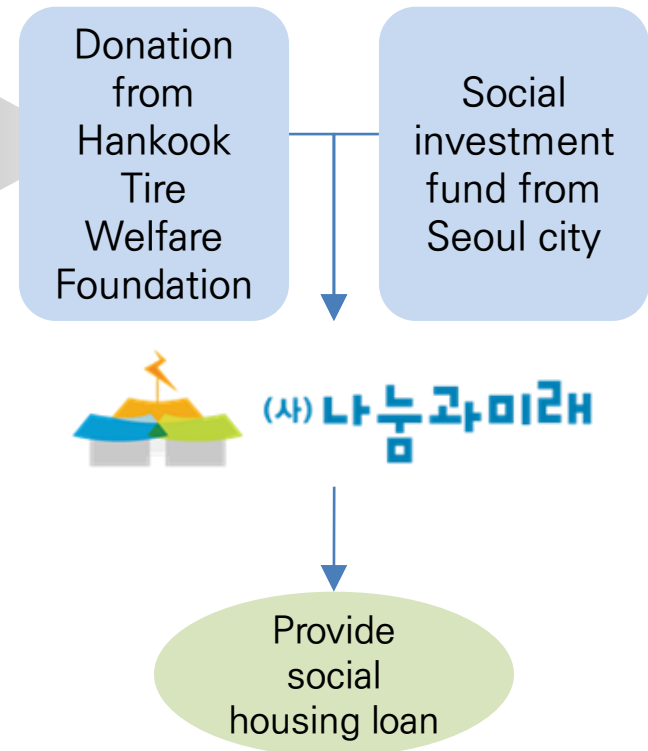 Donation
from
Hankook
Tire
Welfare
Foundation
Social
investment
fund from
Seoul city
(사) 나눔과미래
Provide
social
housing loan